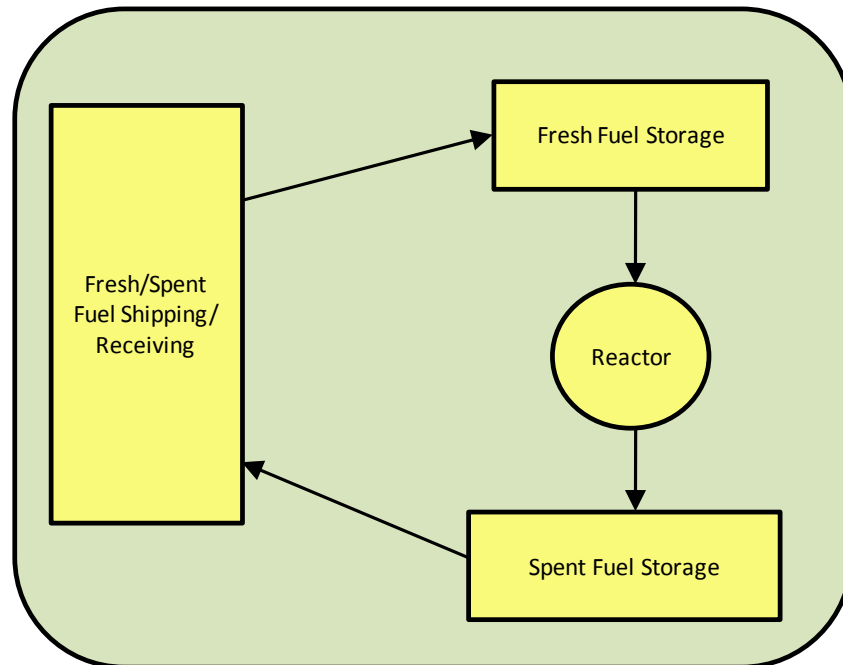 Fresh Fuel Storage
Fresh/Spent
Fuel Shipping/
Receiving
Reactor
Spent Fuel Storage